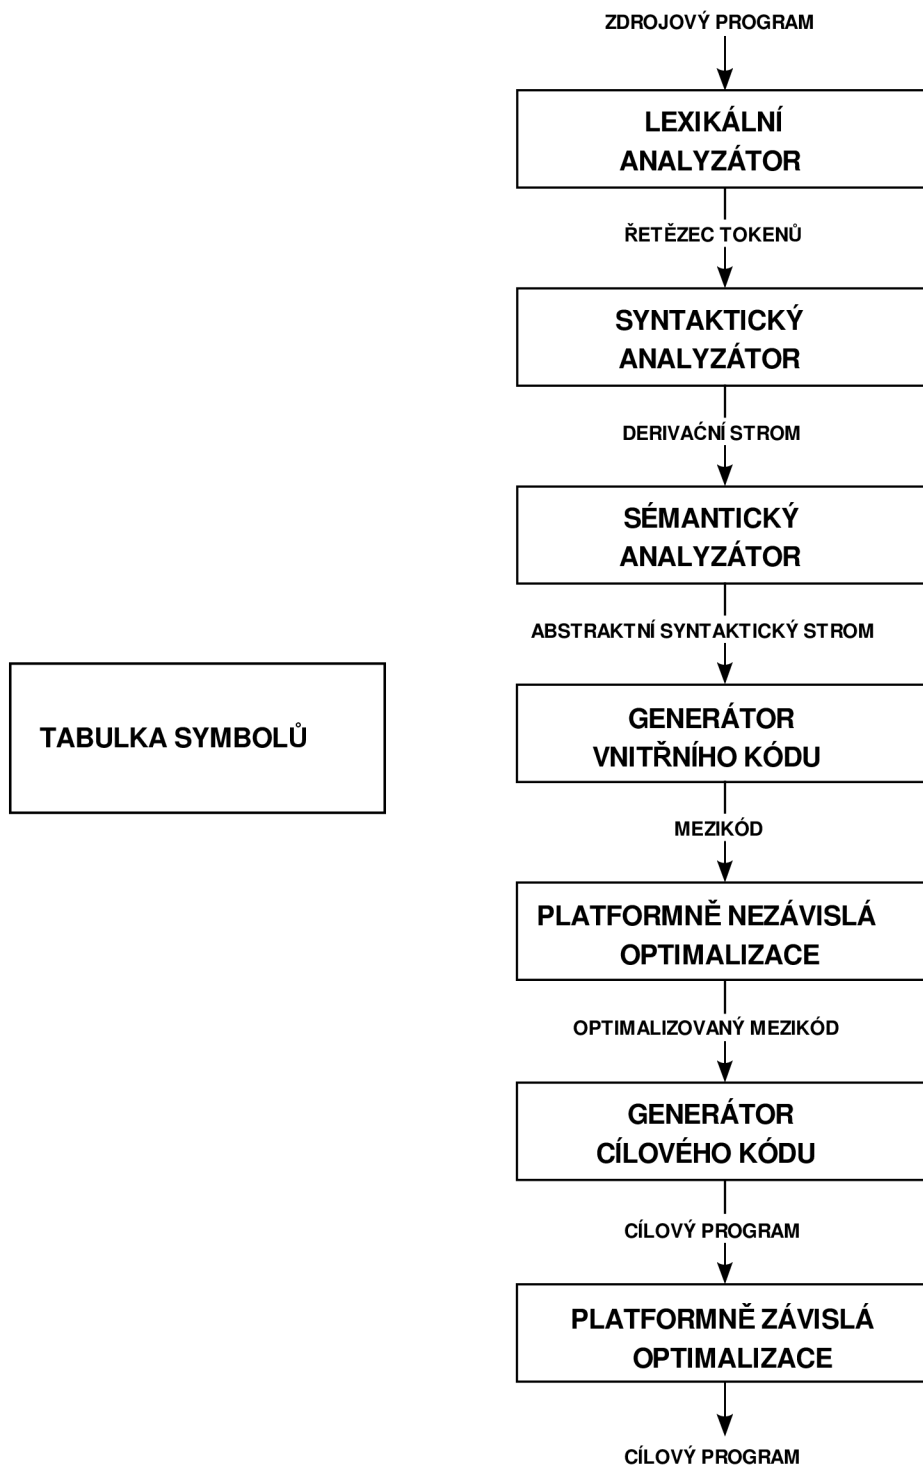 ZDROJOVÝ PROGRAM
LEXIKÁLNÍ
ANALYZÁTOR
ŘETĚZEC TOKENŮ
SYNTAKTICKÝ
ANALYZÁTOR
DERIVAĆNÍ STROM
SÉMANTICKÝ
ANALYZÁTOR
ABSTRAKTNÍ SYNTAKTICKÝ STROM
TABULKA SYMBOLŮ
GENERÁTOR
VNITŘNÍHO KÓDU
MEZIKÓD
PLATFORMNĚ NEZÁVISLÁ
OPTIMALIZACE
OPTIMALIZOVANÝ MEZIKÓD
GENERÁTOR
CÍLOVÉHO KÓDU
CÍLOVÝ PROGRAM
PLATFORMNĚ ZÁVISLÁ
OPTIMALIZACE
CÍLOVÝ PROGRAM